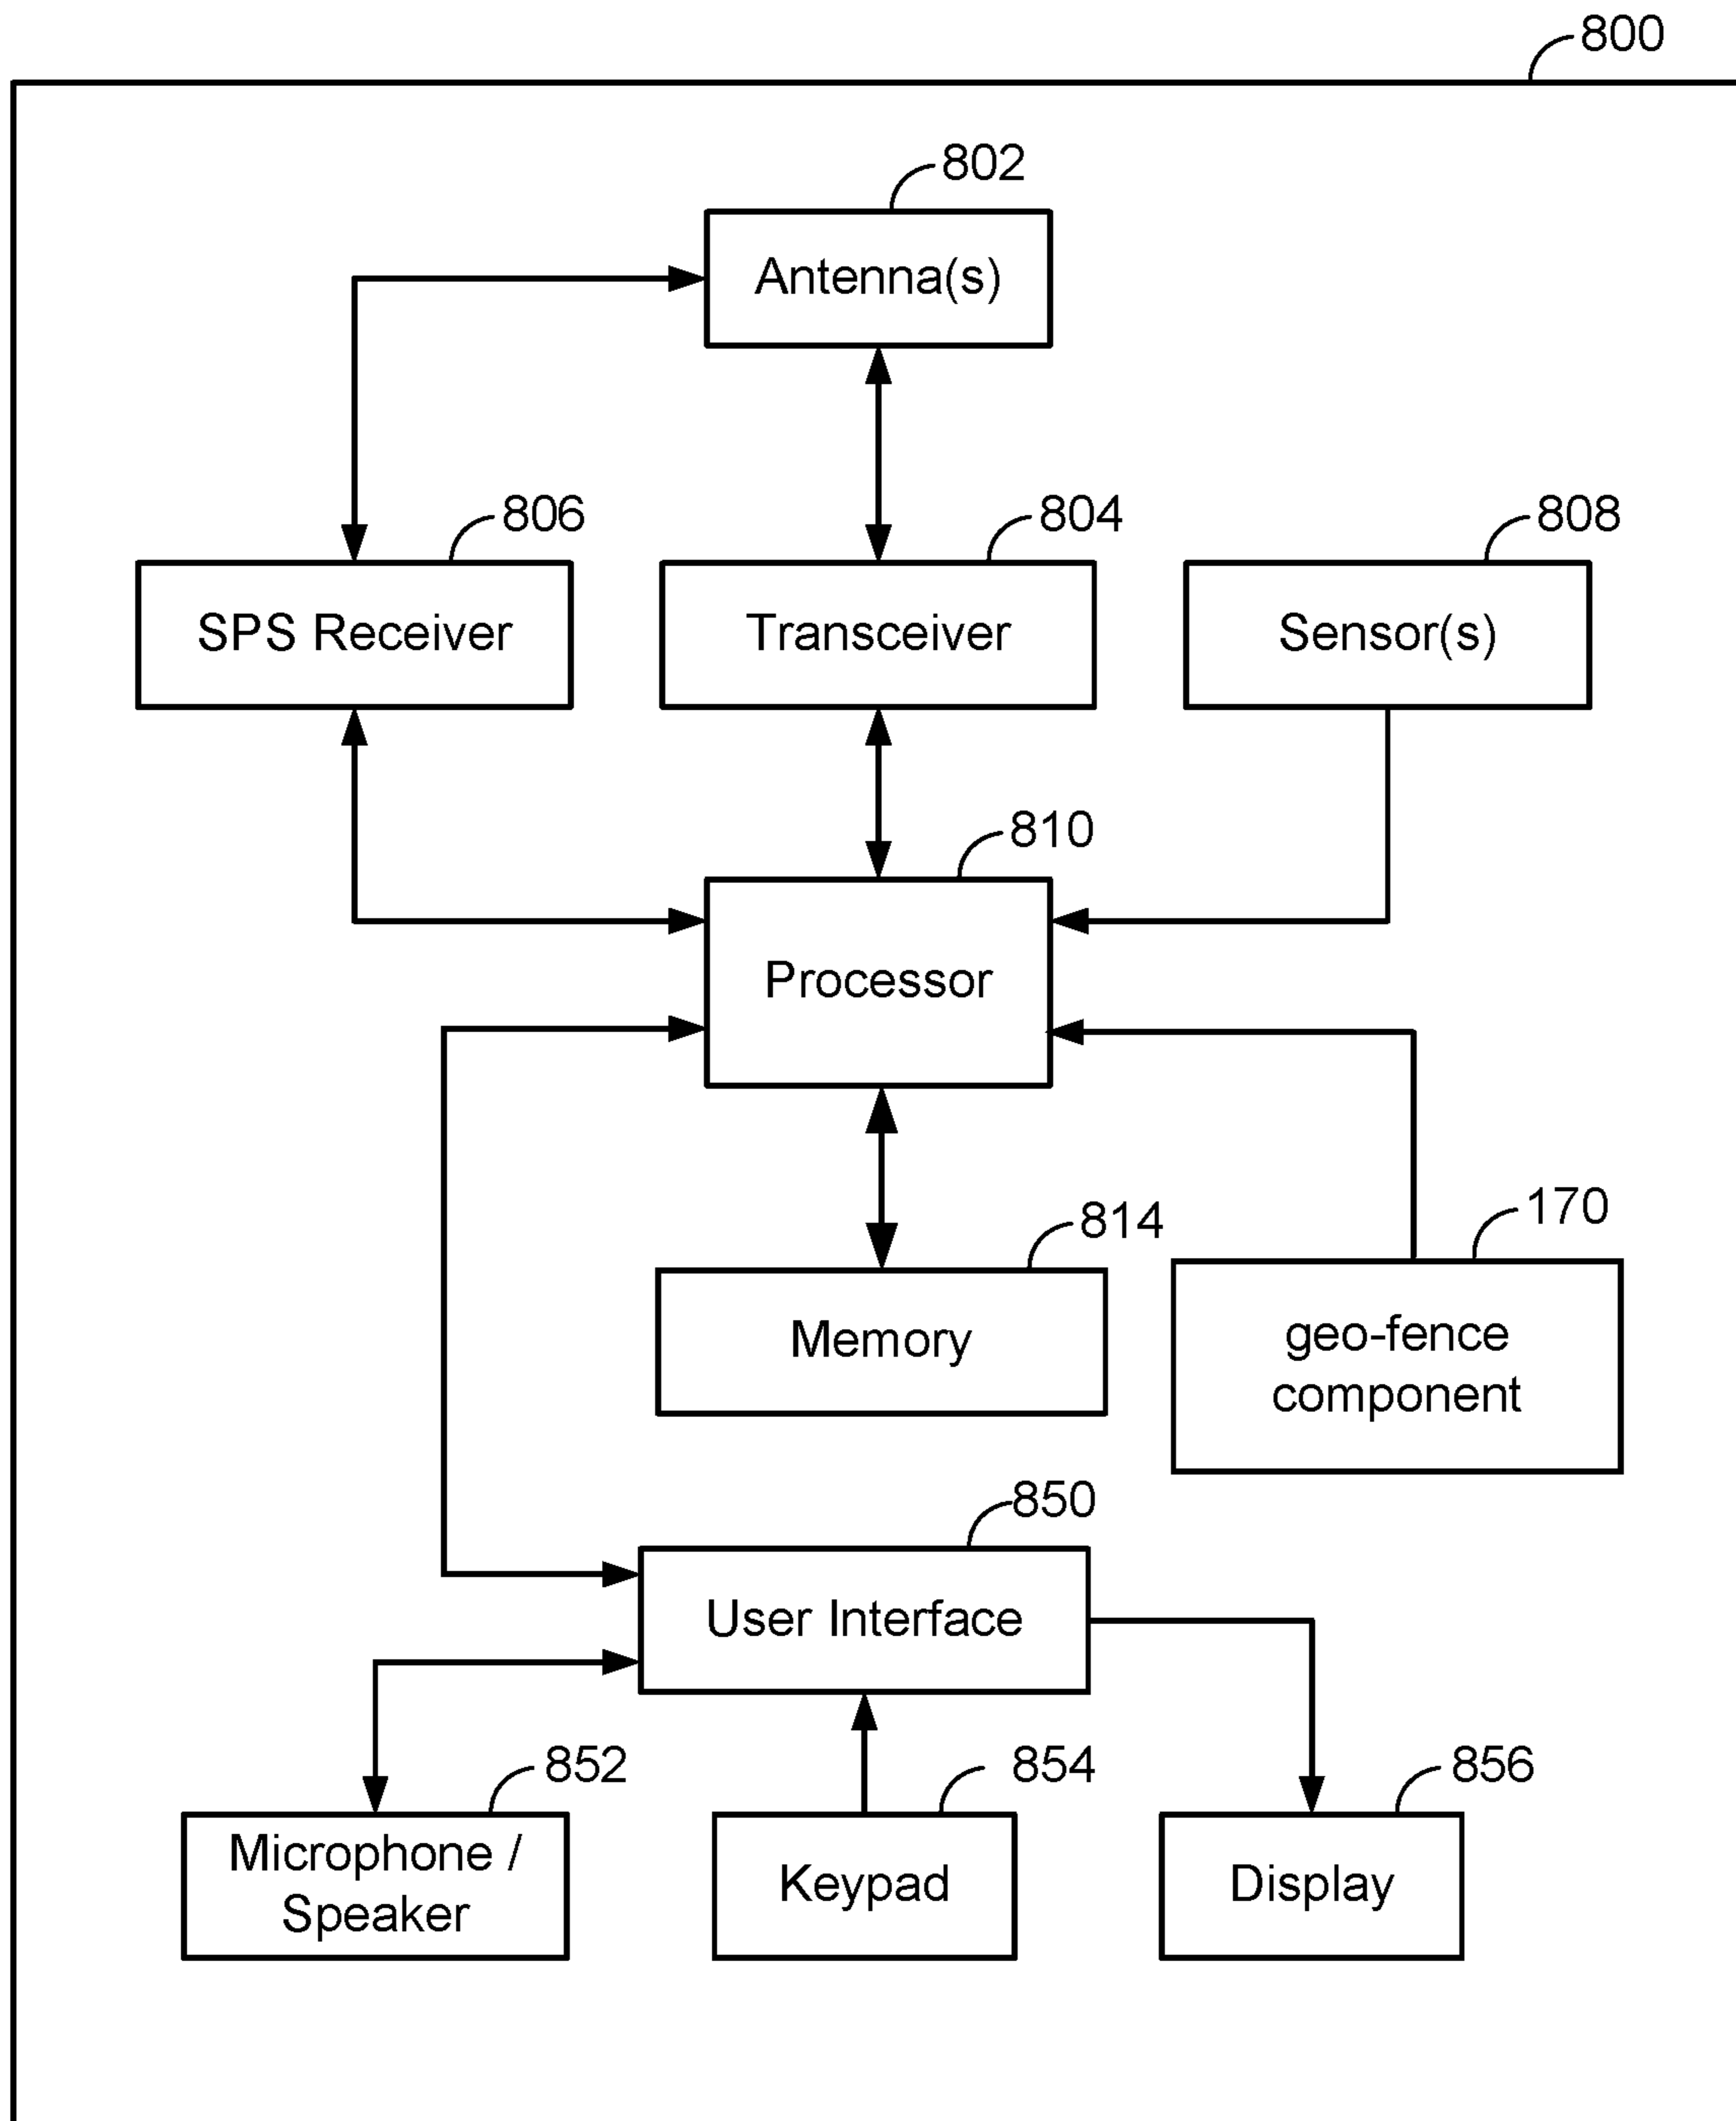 800
802
Antenna(s)
806
804
808
SPS Receiver
Transceiver
Sensor(s)
810
Processor
814
170
Memory
geo-fence
component
850
User Interface
852
854
856
Microphone /
Speaker
Keypad
Display